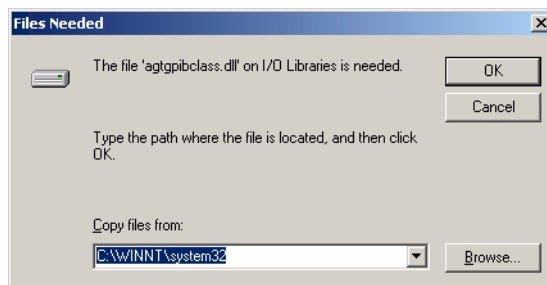 Files Needed
The file 'agtgpibclass.dll' on I/O Libraries is needed.
OK
Cancel
Type the path where the file is located, and then click
OK.
Copy files from:
C:\WINNT\system32
Browse...